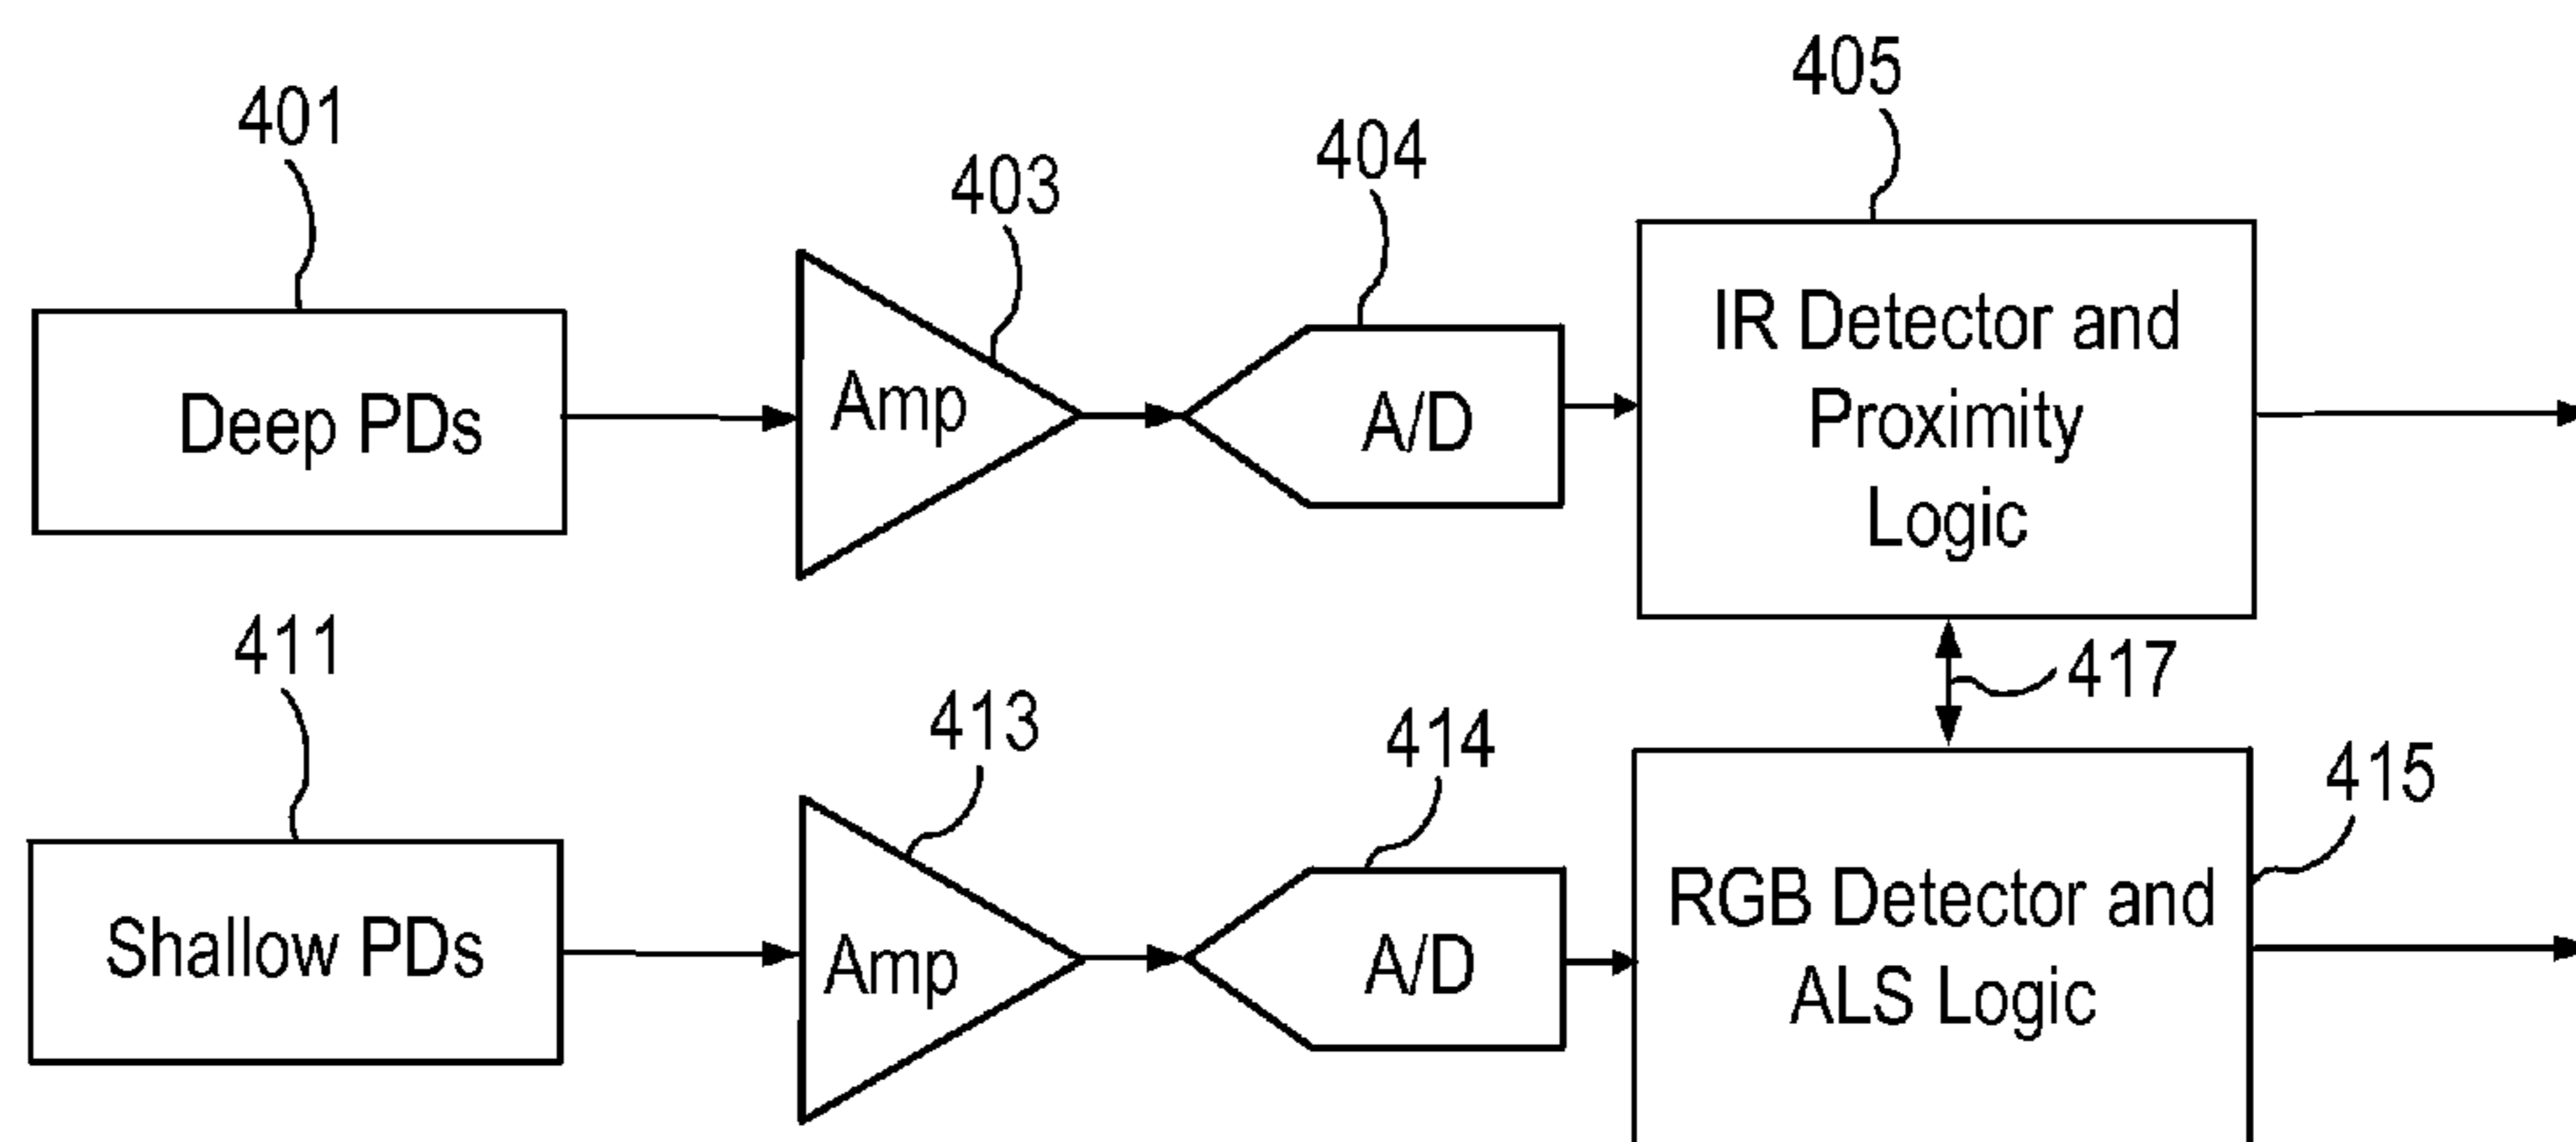 405
401
404
403
IR Detector and
Deep PDs
Amp
A/D
Proximity
Logic
411
417
413
414
415
RGB Detector and
Shallow PDs
Amp
A/D
ALS Logic